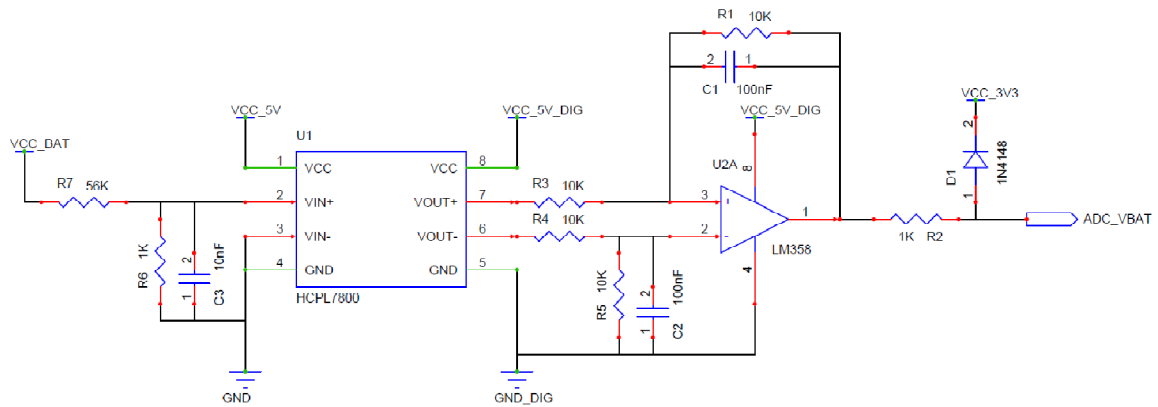 R1 10K
2 1
C1 100nF
VCC_5V
VCC_5V_DIG
VCC_5V_DIG
VCC_3V3
VCC_DAT
U1
1 VCC
VCC 8
U2A
8
2
1N4148
D1
1
R7 56K
2 VIN+
VOUT+ 7
R3 10K
3 +
1
ADC_VBAT
3 VIN-
VOUT- 6
R4 10K
2 -
1K R2
LM358
4 GND
GND 5
4
R6 1K
2 10nF
1 C3
HCPL7800
R5 10K
2 100nF
1 C2
GND
GND_DIG